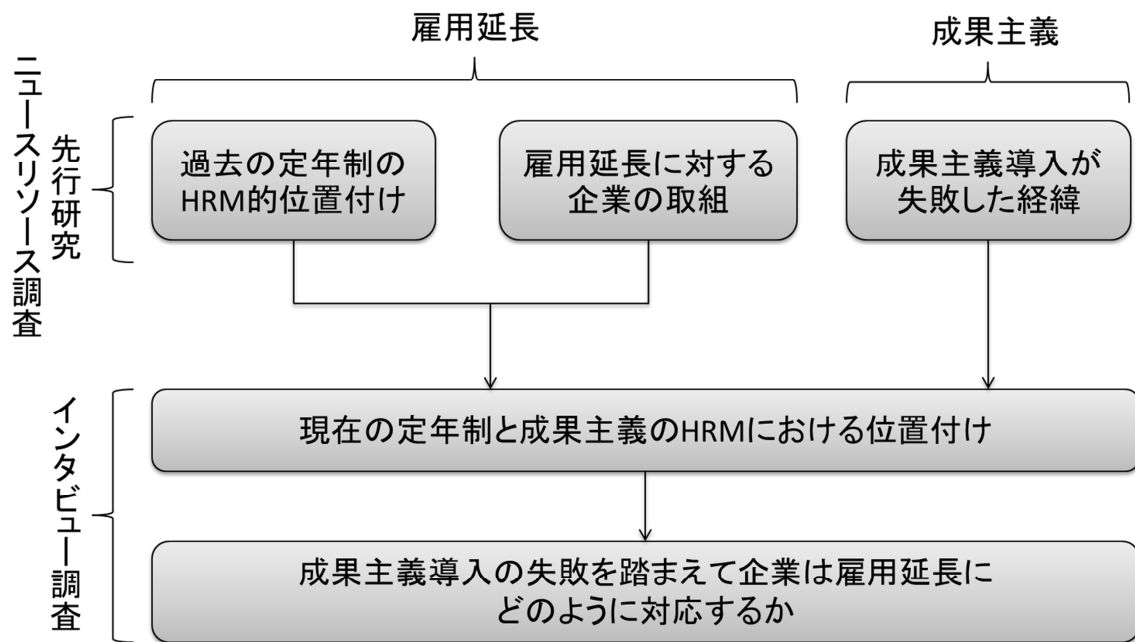 雇用延長
成果主義
ニュースリソース調査
先行研究
過去の定年制の
HRM的位置付け
雇用延長に対する
企業の取組
成果主義導入が
失敗した経緯
インタビュー調査
現在の定年制と成果主義のHRMにおける位置付け
成果主義導入の失敗を踏まえて企業は雇用延長に
どのように対応するか